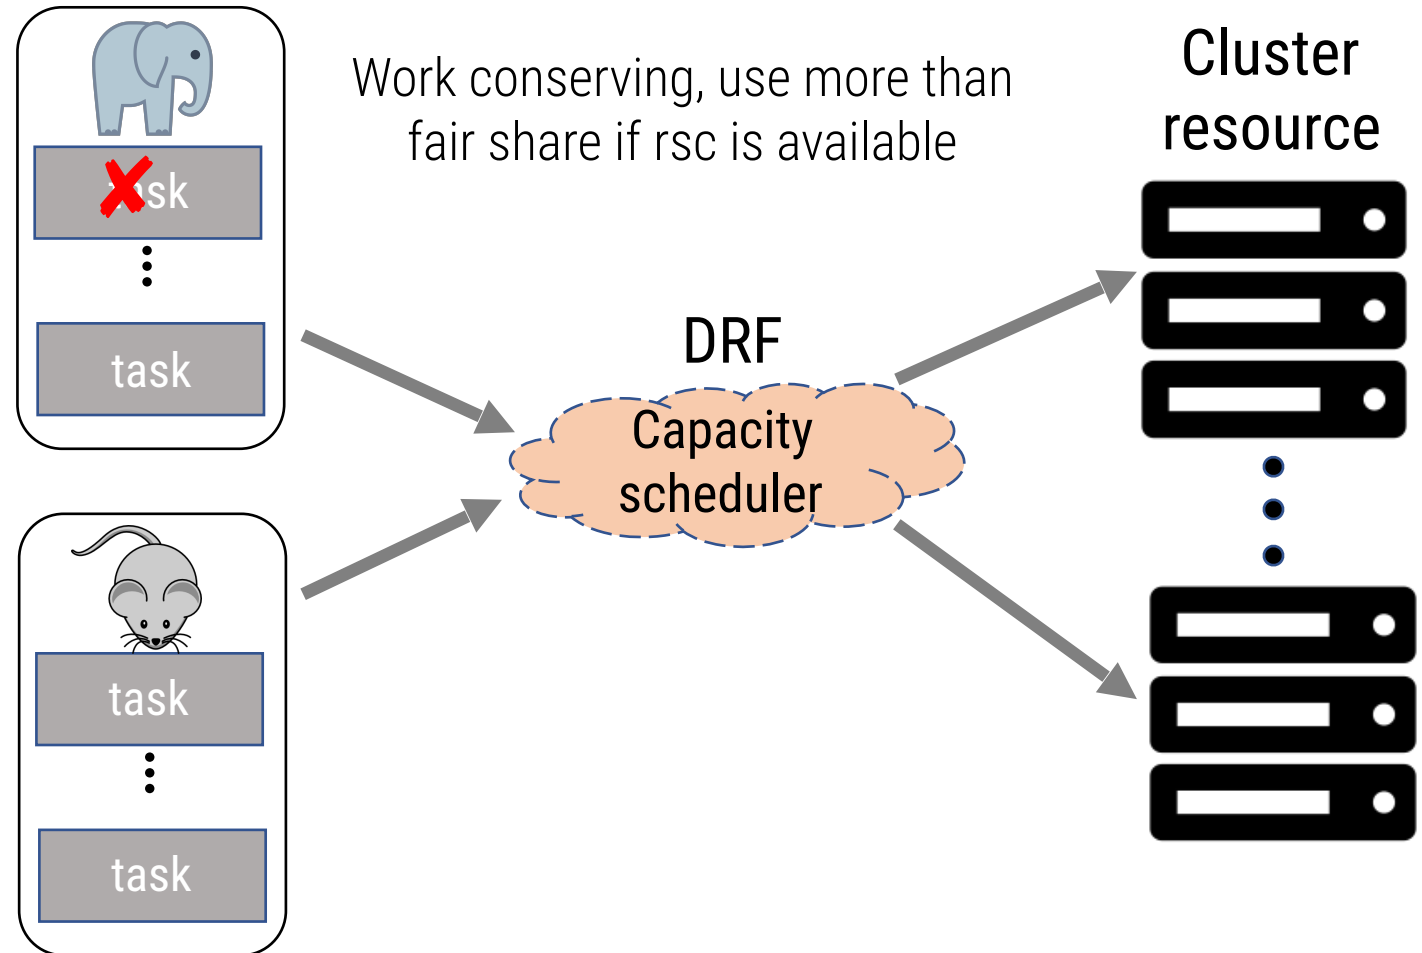 Work conserving, use more than
fair share if rsc is available
Cluster
resource
task
task
DRF
Capacity
scheduler
task
task